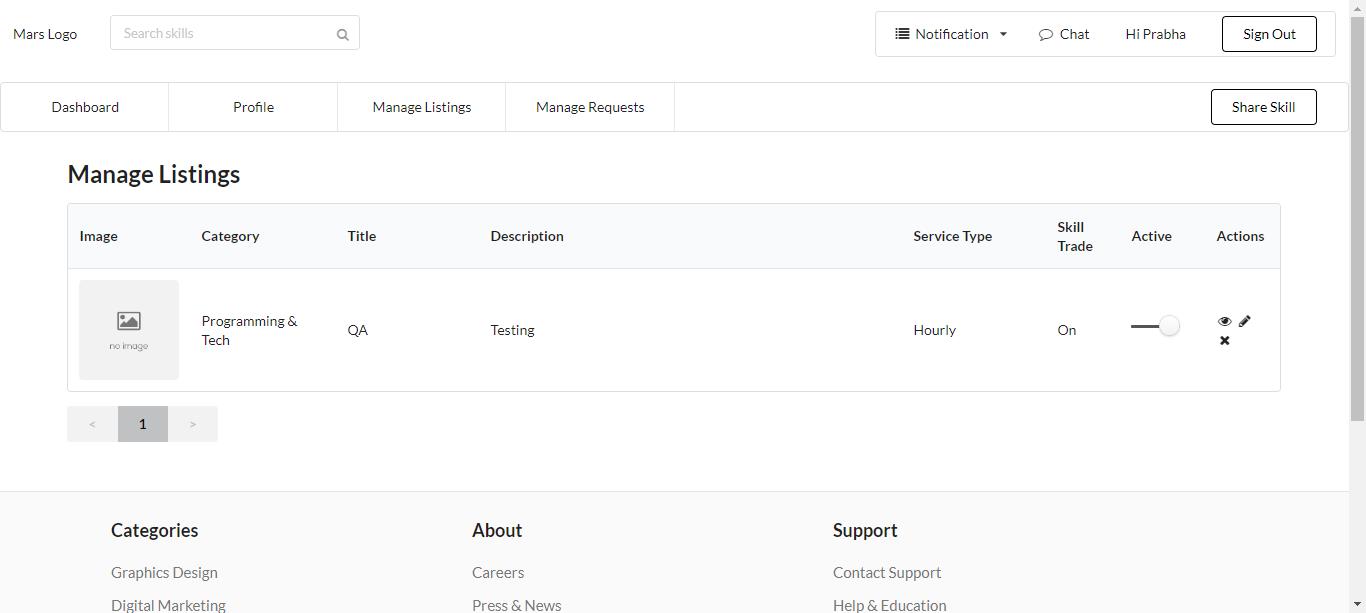 Mars Logo
Search skills
Notification
Chat
Hi Prabha
Sign Out
Dashboard
Profile
Manage Listings
Manage Requests
Share Skill
Manage Listings
Image
Category
Title
Description
Service Type
Skill
Trade
Active
Actions
no image
Programming &
Tech
QA
Testing
Hourly
On
<
1
>
Categories
About
Support
Graphics Design
Careers
Contact Support
Digital Marketing
Press & News
Help & Education